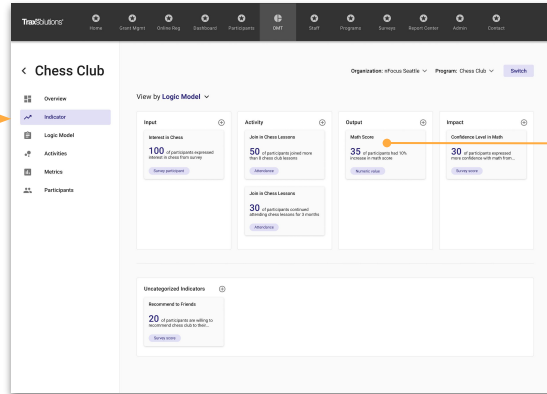 TraxSolutions
Home
Grant Mgmt
Online Reg
Dashboard
Participants
OMT
Staff
Programs
Surveys
Report Center
Admin
Contact
Chess Club
Organization: nFocus Seattle
Program: Chess Club
Switch
Overview
Indicator
Logic Model
Activities
Metrics
Participants
View by Logic Model
Input
Interest in Chess
100 of participants expressed
interest in chess from survey
Survey participant
Activity
Join in Chess Lessons
50 of participants joined more
than 8 chess club lessons
Attendance
Join in Chess Lessons
30 of participants continued
attending chess lessons for 3 months
Attendance
Output
Math Score
35 of participants had 10%
increase in math score
Numeric value
Impact
Confidence Level in Math
30 of participants expressed
more confidence with math from...
Survey score
Uncategorized Indicators
Recommend to Friends
20 of participants are willing to
recommend chess club to their...
Survey score